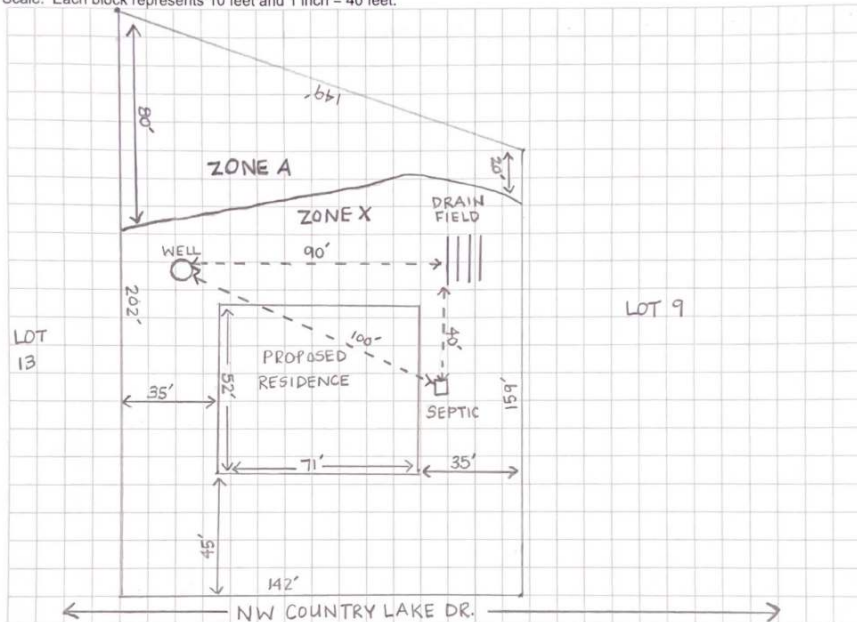 Scale: Each block represents 10 feet and 1 inch = 40 feet.
149'
80'
20'
ZONE A
ZONE X
DRAIN
FIELD
WELL
90'
202'
40'
100'
LOT 9
LOT
13
PROPOSED
RESIDENCE
52'
35'
SEPTIC
159'
71'
35'
45'
142'
NW COUNTRY LAKE DR.